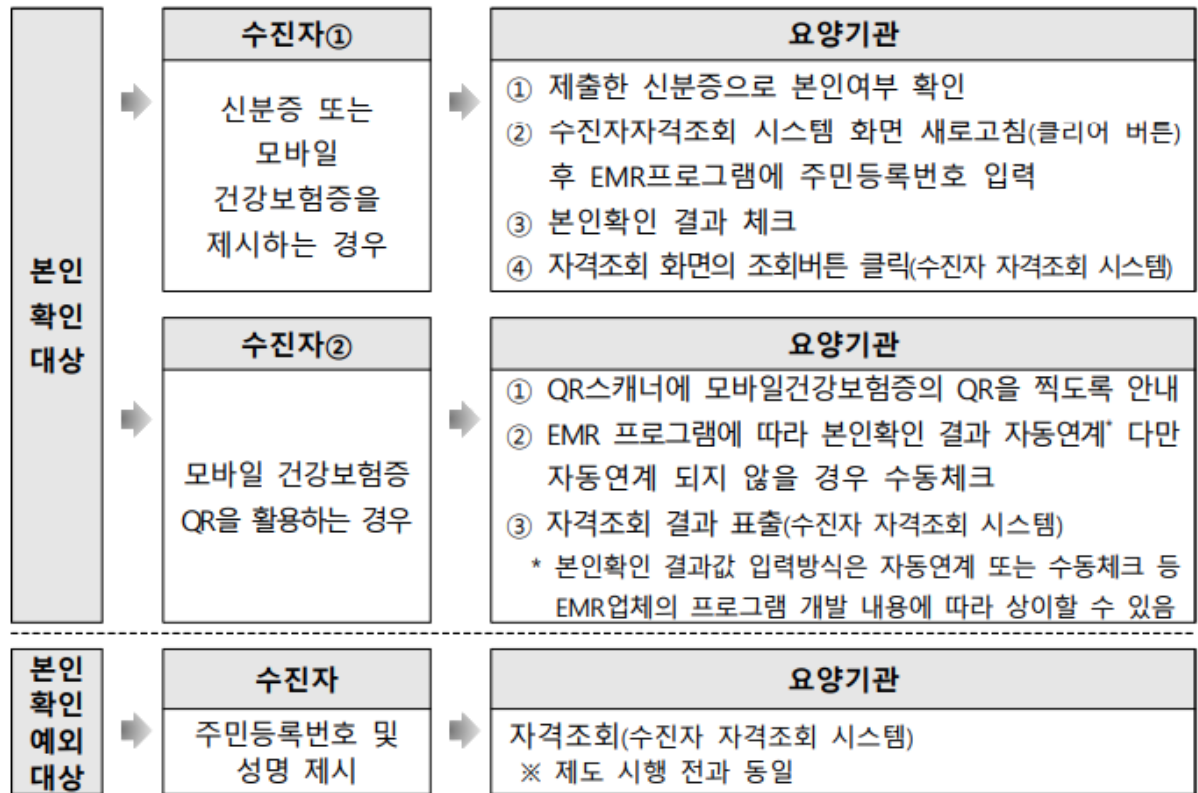 본인
확인
대상
수진자①
신분증 또는
모바일
건강보험증을
제시하는 경우
요양기관
① 제출한 신분증으로 본인여부 확인
② 수진자자격조회 시스템 화면 새로고침(클리어 버튼)
후 EMR프로그램에 주민등록번호 입력
③ 본인확인 결과 체크
④ 자격조회 화면의 조회버튼 클릭(수진자 자격조회 시스템)
수진자②
모바일 건강보험증
QR을 활용하는 경우
요양기관
① QR스캐너에 모바일건강보험증의 QR을 찍도록 안내
② EMR 프로그램에 따라 본인확인 결과 자동연계* 다만
자동연계 되지 않을 경우 수동체크
③ 자격조회 결과 표출(수진자 자격조회 시스템)
* 본인확인 결과값 입력방식은 자동연계 또는 수동체크 등
EMR업체의 프로그램 개발 내용에 따라 상이할 수 있음
본인
확인
예외
대상
수진자
주민등록번호 및
성명 제시
요양기관
자격조회(수진자 자격조회 시스템)
※ 제도 시행 전과 동일